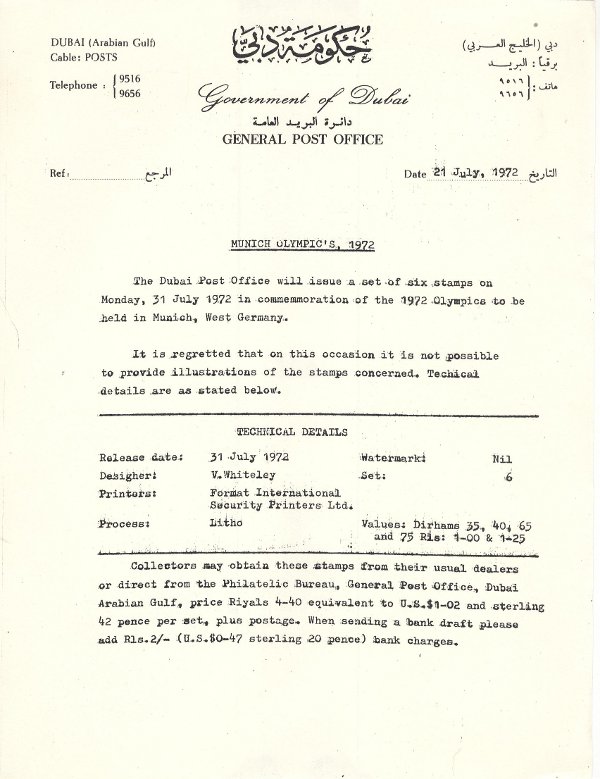 DUBAI (Arabian Gulf)
Cable: POSTS
Telephone : 9516
9656
حكومة دبي
Government of Dubai
دائرة البريد العامة
GENERAL POST OFFICE
دبي (الخليج العربي)
برقياً: البريد
هاتف: ٩٥١٦
٩٦٥٦
Ref: المرجع
Date 21 July, 1972 التاريخ
MUNICH OLYMPIC'S, 1972
The Dubai Post Office will issue a set of six stamps on
Monday, 31 July 1972 in commemoration of the 1972 Olympics to be
held in Munich, West Germany.
It is regretted that on this occasion it is not possible
to provide illustrations of the stamps concerned. Techical
details are as stated below.
TECHNICAL DETAILS
Release date: 31 July 1972 Watermark: Nil
Designer: V.Whiteley Set: 6
Printers: Format International
Security Printers Ltd.
Process: Litho Values: Dirhams 35, 40, 65
and 75 Rls: 1-00 & 1-25
Collectors may obtain these stamps from their usual dealers
or direct from the Philatelic Bureau, General Post Office, Dubai
Arabian Gulf, price Riyals 4-40 equivalent to U.S.$1-02 and sterling
42 pence per set, plus postage. When sending a bank draft please
add Rls.2/- (U.S.$0-47 sterling 20 pence) bank charges.